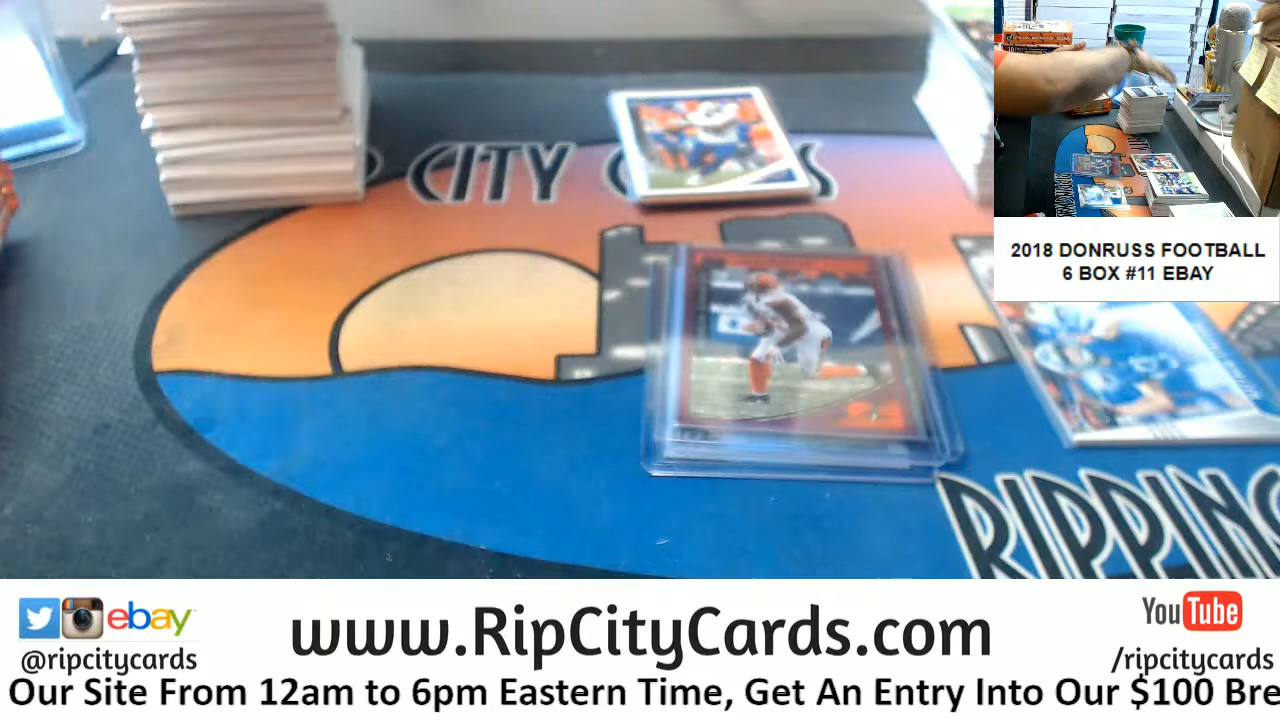 CITY
RIPPING
2018 DONRUSS FOOTBALL
6 BOX #11 EBAY
ebay
@ripcitycards
www.RipCityCards.com
YouTube
/ripcitycards
Our Site From 12am to 6pm Eastern Time, Get An Entry Into Our $100 Bre